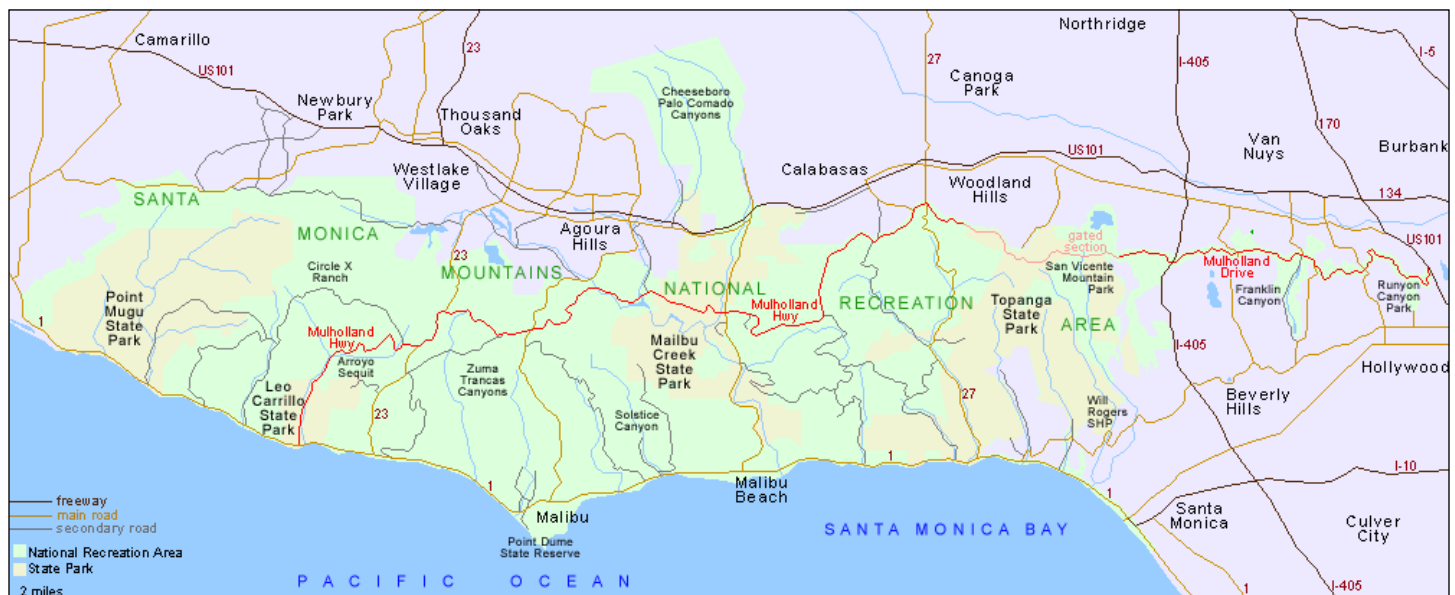 Northridge
Camarillo
23
I-405
I-5
27
US101
Canoga
Park
Newbury
Park
Cheeseboro
Palo Comado
Canyons
Thousand
Oaks
170
Van
Nuys
Burbank
US101
Westlake
Village
Calabasas
Woodland
Hills
134
SANTA
MONICA
Agoura
Hills
gated
section
US101
23
MOUNTAINS
Circle X
Ranch
NATIONAL
RECREATION
San Vicente
Mountain
Park
Mulholland
Drive
Franklin
Canyon
Runyon
Canyon
Park
Point
Mugu
State
Park
1
Mulholland
Hwy
Mulholland
Hwy
Topanga
State
Park
AREA
Arroyo
Sequit
Mailbu
Creek
State
Park
I-405
Hollywood
Leo
Carrillo
State
Park
Zuma
Trancas
Canyons
27
Beverly
Hills
23
Solstice
Canyon
Will
Rogers
SHP
1
I-10
1
Malibu
Beach
1
freeway
main road
secondary road
Malibu
Santa
Monica
Culver
City
SANTA MONICA BAY
Point Dume
State Reserve
National Recreation Area
State Park
PACIFIC OCEAN
2 miles
1
I-405